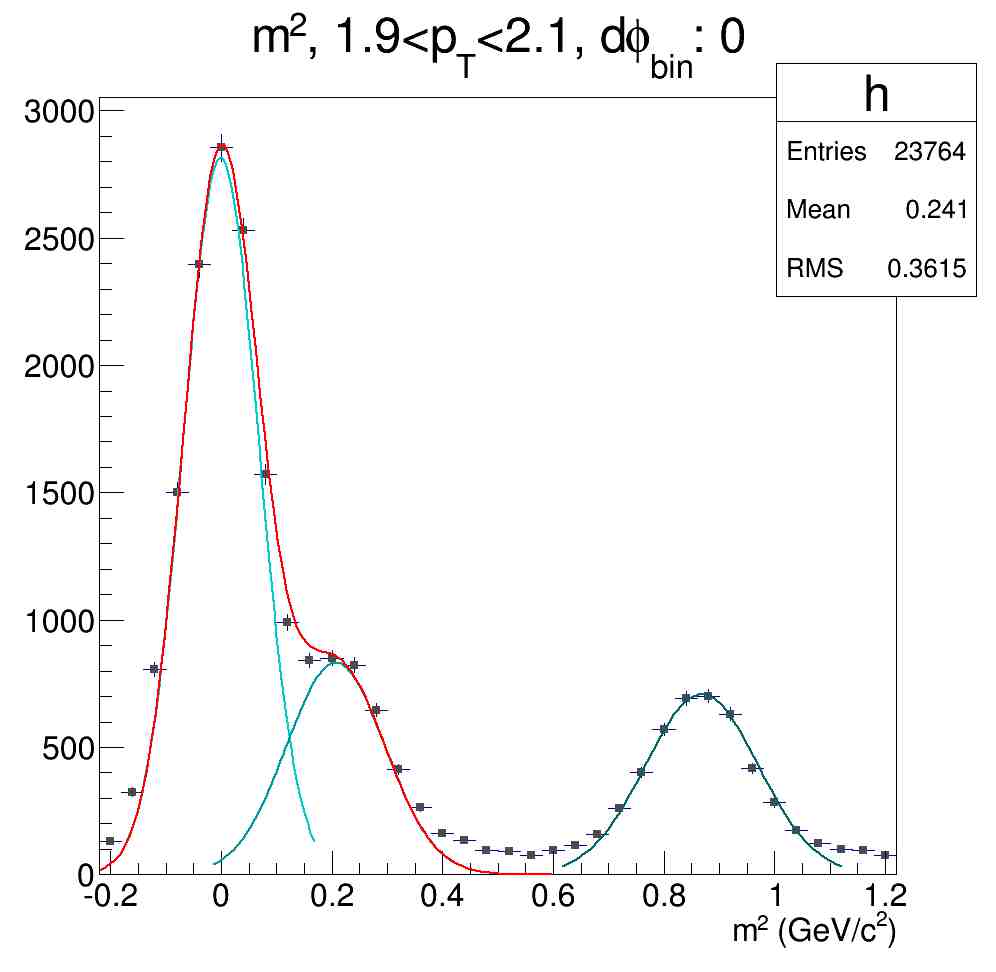 m², 1.9<p_T<2.1, dϕ_bin: 0
h
Entries 23764
Mean 0.241
RMS 0.3615
3000
2500
2000
1500
1000
500
0
-0.2 0 0.2 0.4 0.6 0.8 1 1.2
m² (GeV/c²)